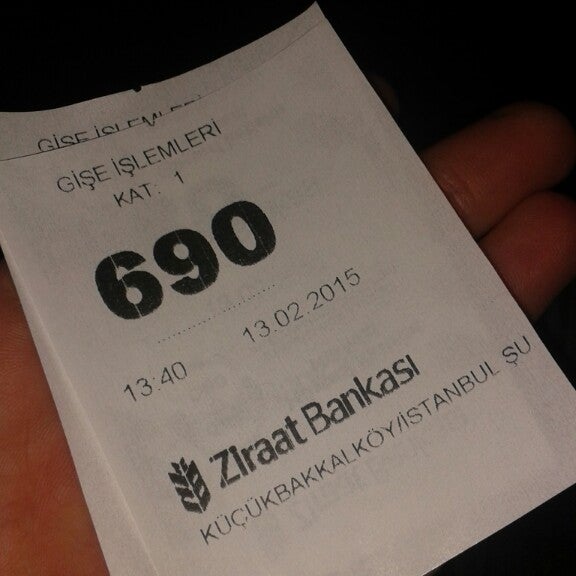 GİŞE İŞLEMLERİ
GİŞE İŞLEMLERİ
KAT: 1
690
13:40 13.02.2015
Ziraat Bankası
KÜÇÜKBAKKALKÖY/İSTANBUL ŞU